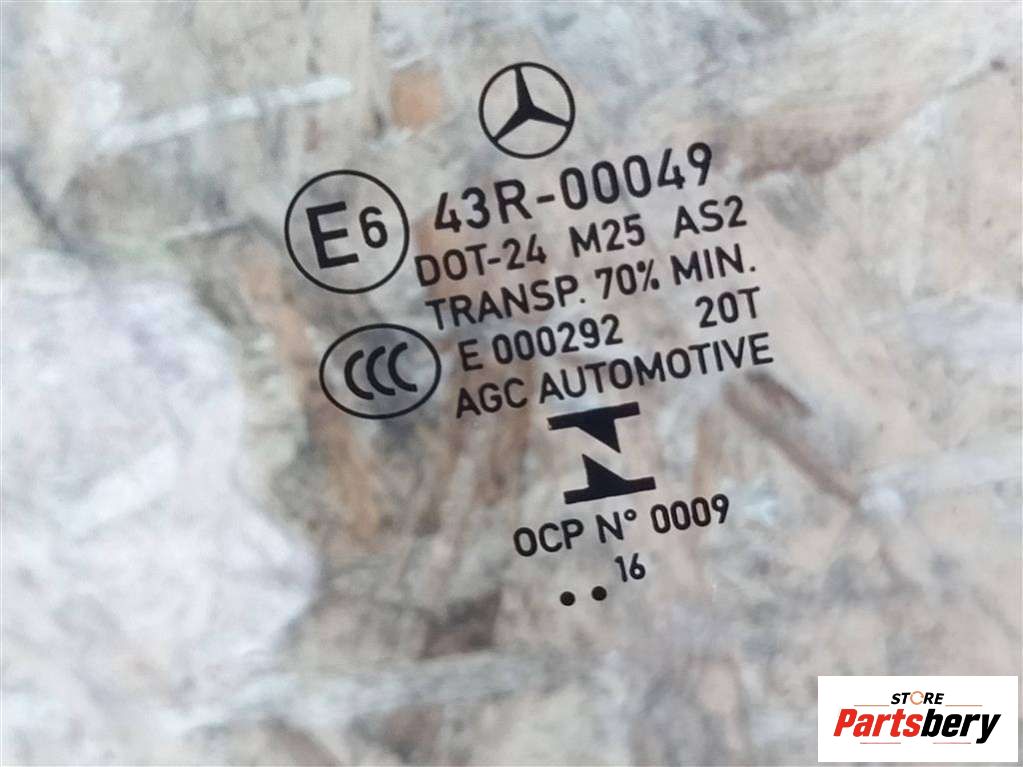 43R-00049
E6
DOT-24 M25 AS2
TRANSP. 70% MIN.
E 000292 20T
CCC
AGC AUTOMOTIVE
OCP N° 0009
.. 16
STORE
Partsbery